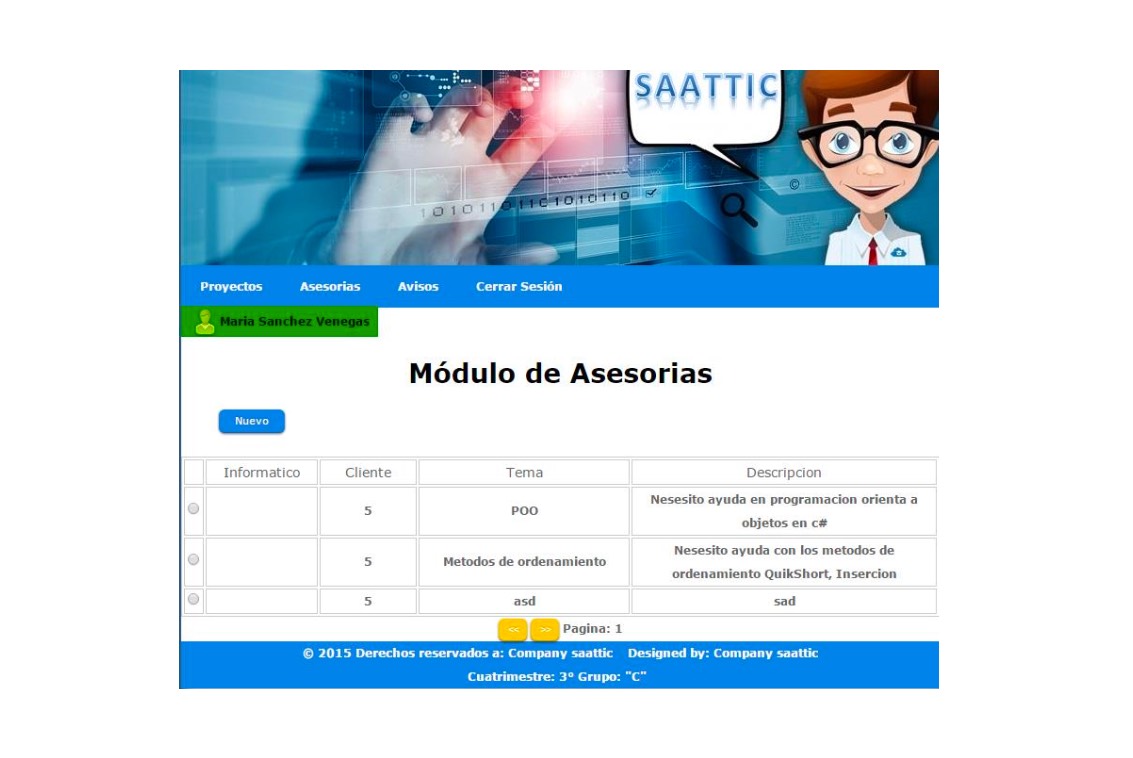 SAATTIC
1010110110101010110
©
Proyectos Asesorias Avisos Cerrar Sesión
Maria Sanchez Venegas
Módulo de Asesorias
Nuevo
Informatico Cliente Tema Descripcion
5 POO Nesesito ayuda en programacion orienta a
objetos en c#
5 Metodos de ordenamiento Nesesito ayuda con los metodos de
ordenamiento QuikShort, Insercion
5 asd sad
<< >> Pagina: 1
© 2015 Derechos reservados a: Company saattic Designed by: Company saattic
Cuatrimestre: 3° Grupo: "C"